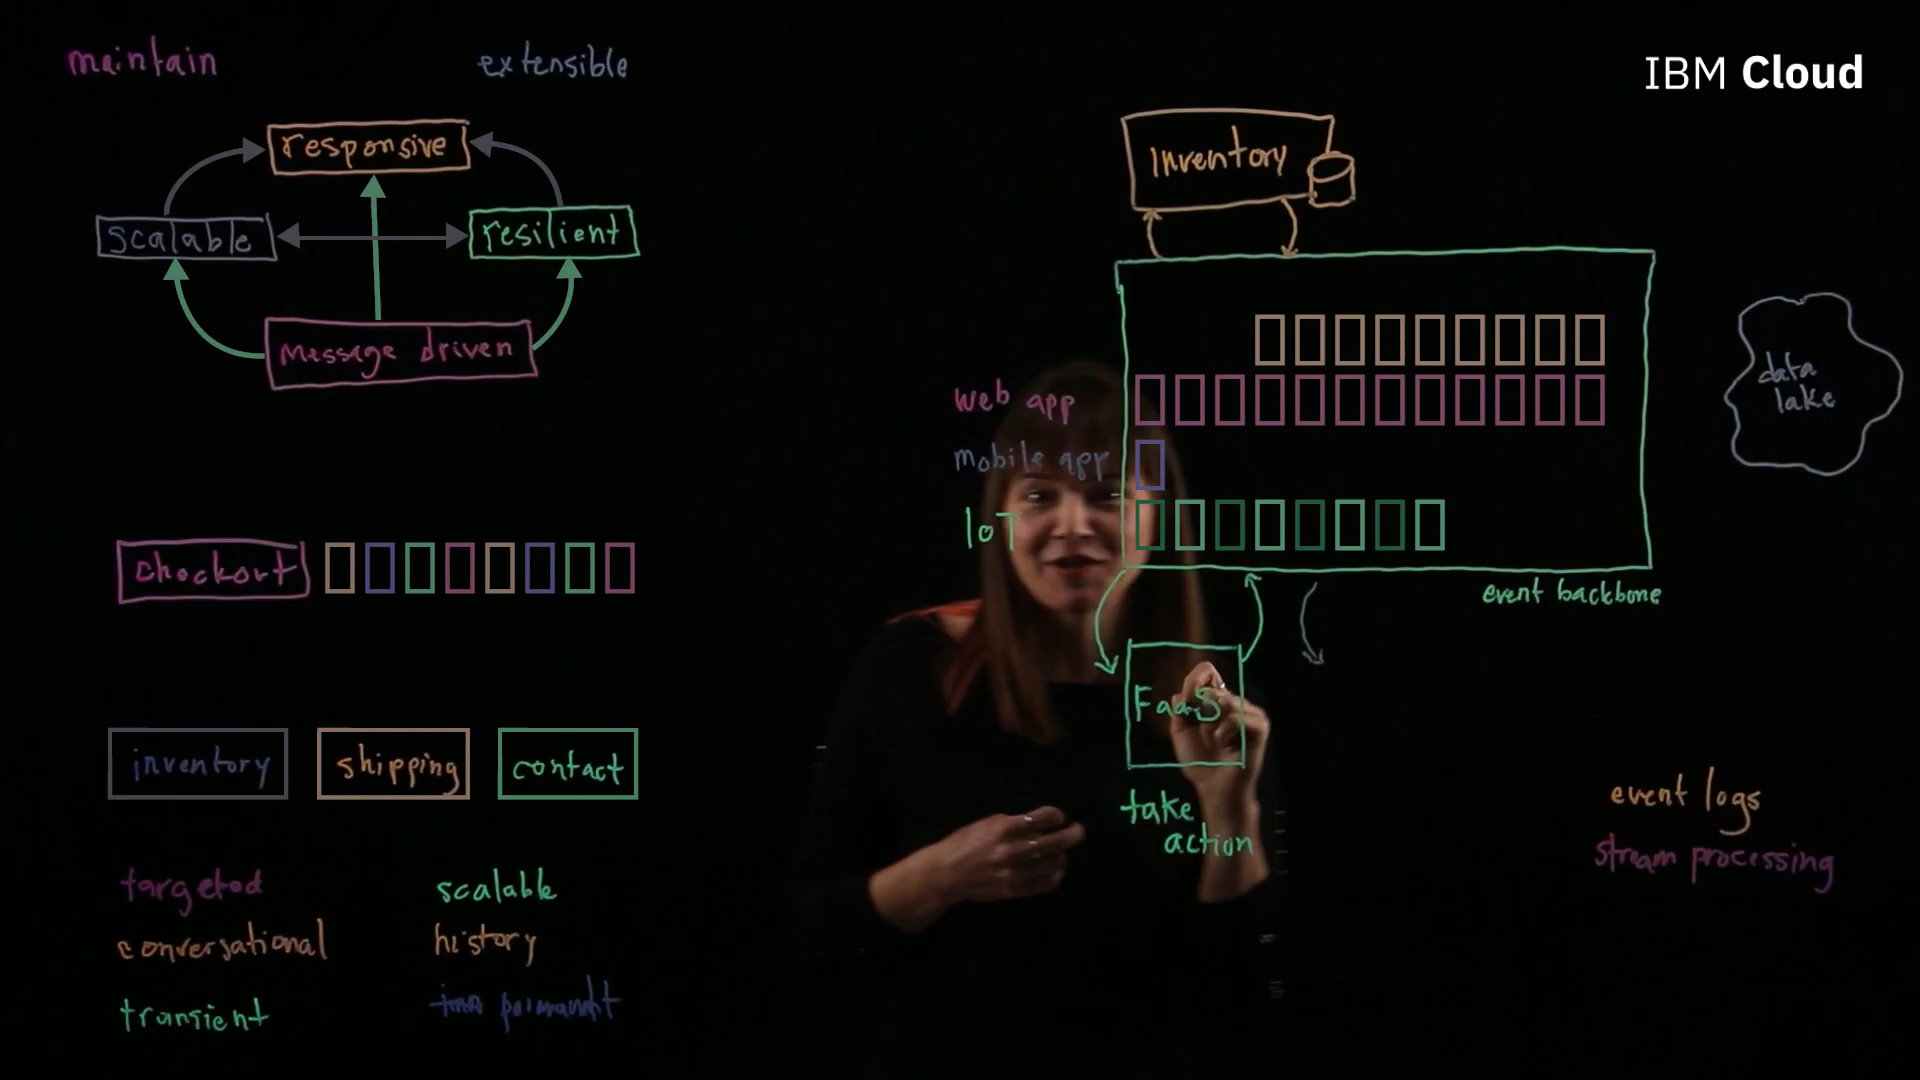 maintain
extensible
IBM Cloud
responsive
scalable
resilient
message driven
Inventory
data
lake
web app
mobile app
IoT
event backbone
checkout
FaaS
take
action
inventory
shipping
contact
event logs
stream processing
targeted
scalable
conversational
history
transient